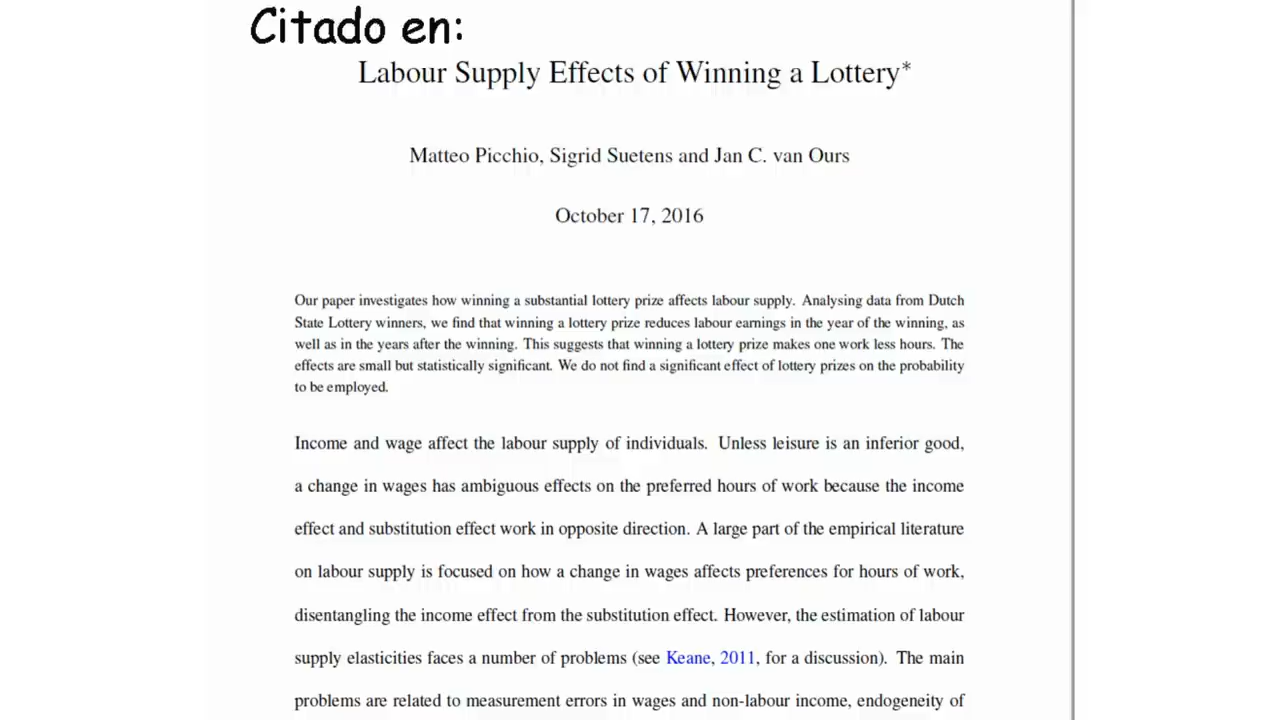 Citado en:
Labour Supply Effects of Winning a Lottery*
Matteo Picchio, Sigrid Suetens and Jan C. van Ours
October 17, 2016
Our paper investigates how winning a substantial lottery prize affects labour supply. Analysing data from Dutch
State Lottery winners, we find that winning a lottery prize reduces labour earnings in the year of the winning, as
well as in the years after the winning. This suggests that winning a lottery prize makes one work less hours. The
effects are small but statistically significant. We do not find a significant effect of lottery prizes on the probability
to be employed.
Income and wage affect the labour supply of individuals. Unless leisure is an inferior good,
a change in wages has ambiguous effects on the preferred hours of work because the income
effect and substitution effect work in opposite direction. A large part of the empirical literature
on labour supply is focused on how a change in wages affects preferences for hours of work,
disentangling the income effect from the substitution effect. However, the estimation of labour
supply elasticities faces a number of problems (see Keane, 2011, for a discussion). The main
problems are related to measurement errors in wages and non-labour income, endogeneity of